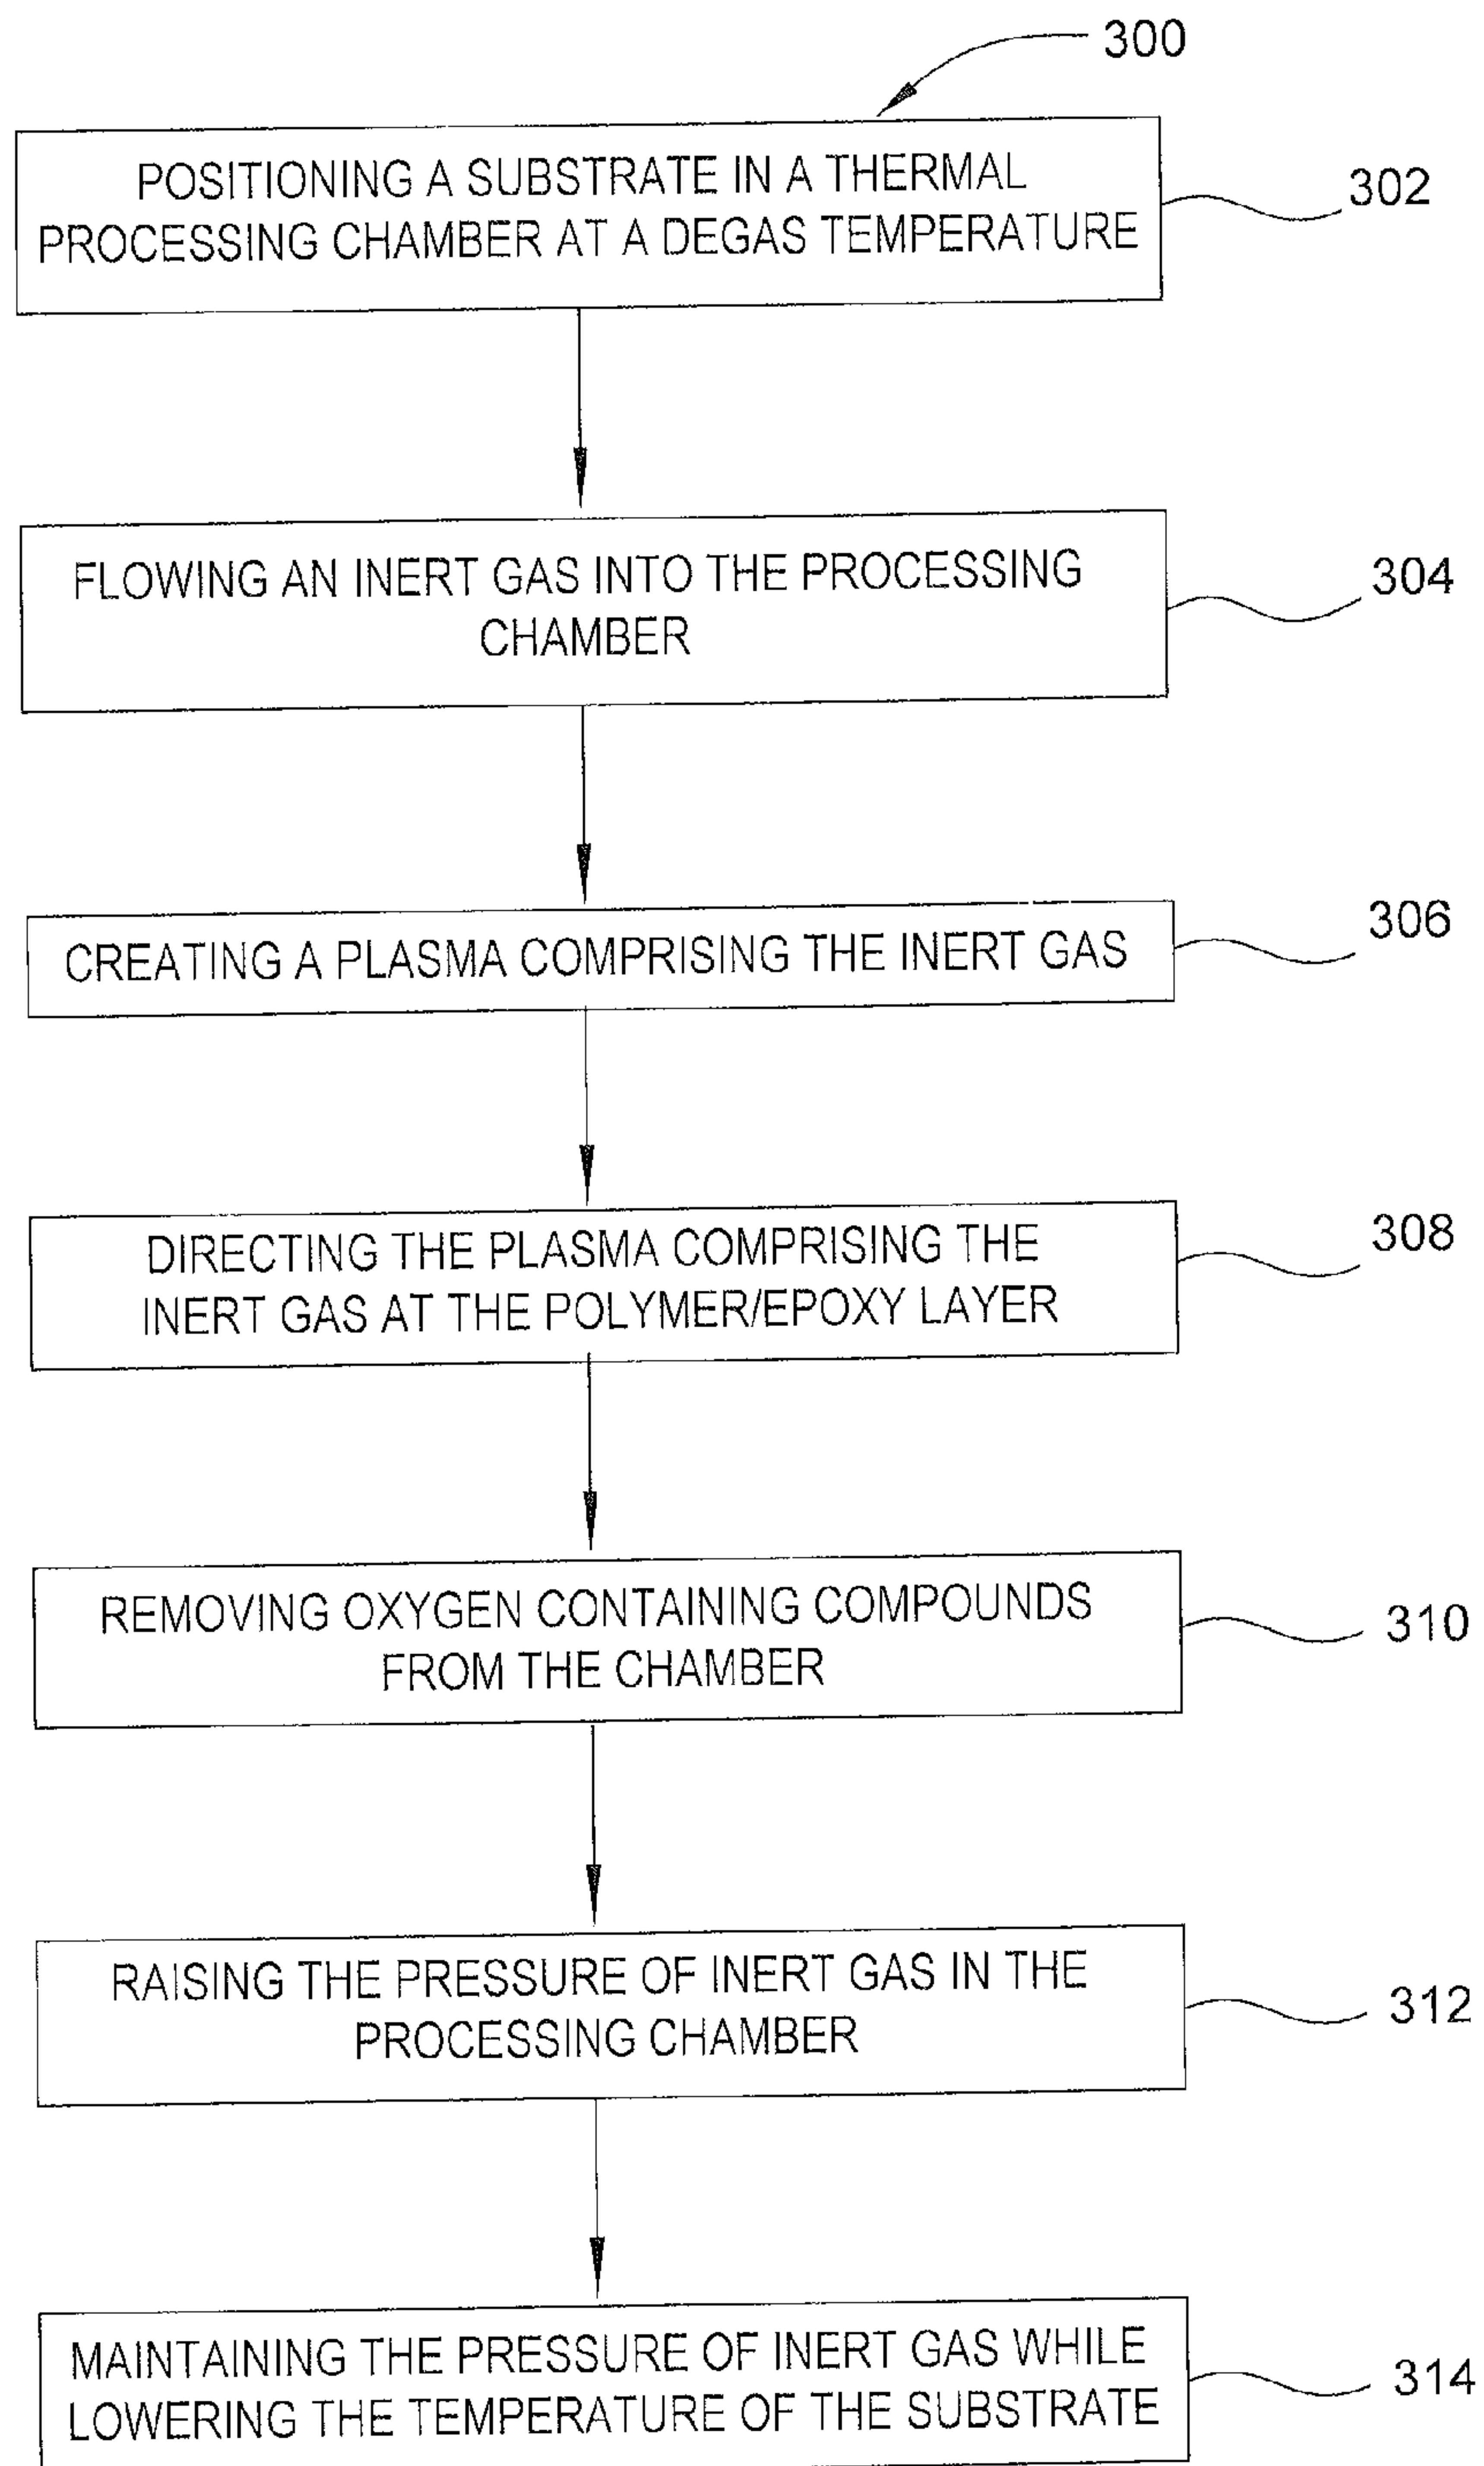 300
POSITIONING A SUBSTRATE IN A THERMAL
PROCESSING CHAMBER AT A DEGAS TEMPERATURE
302
FLOWING AN INERT GAS INTO THE PROCESSING
CHAMBER
304
CREATING A PLASMA COMPRISING THE INERT GAS
306
DIRECTING THE PLASMA COMPRISING THE
INERT GAS AT THE POLYMER/EPOXY LAYER
308
REMOVING OXYGEN CONTAINING COMPOUNDS
FROM THE CHAMBER
310
RAISING THE PRESSURE OF INERT GAS IN THE
PROCESSING CHAMBER
312
MAINTAINING THE PRESSURE OF INERT GAS WHILE
LOWERING THE TEMPERATURE OF THE SUBSTRATE
314